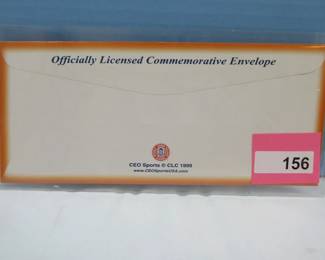 Officially Licensed Commemorative Envelope
CEO Sports © CLC 1999
www.CEOSportsUSA.com
156